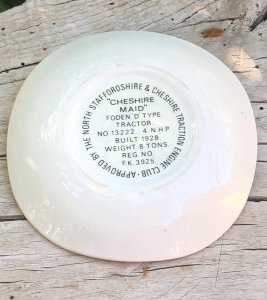 APPROVED BY THE NORTH STAFFORDSHIRE & CHESHIRE TRACTION ENGINE CLUB-
"CHESHIRE
MAID"
FODEN 'D' TYPE
TRACTOR
NO. 13222 4 N.H.P.
BUILT 1928
WEIGHT 8 TONS.
REG. NO.
FK 3925